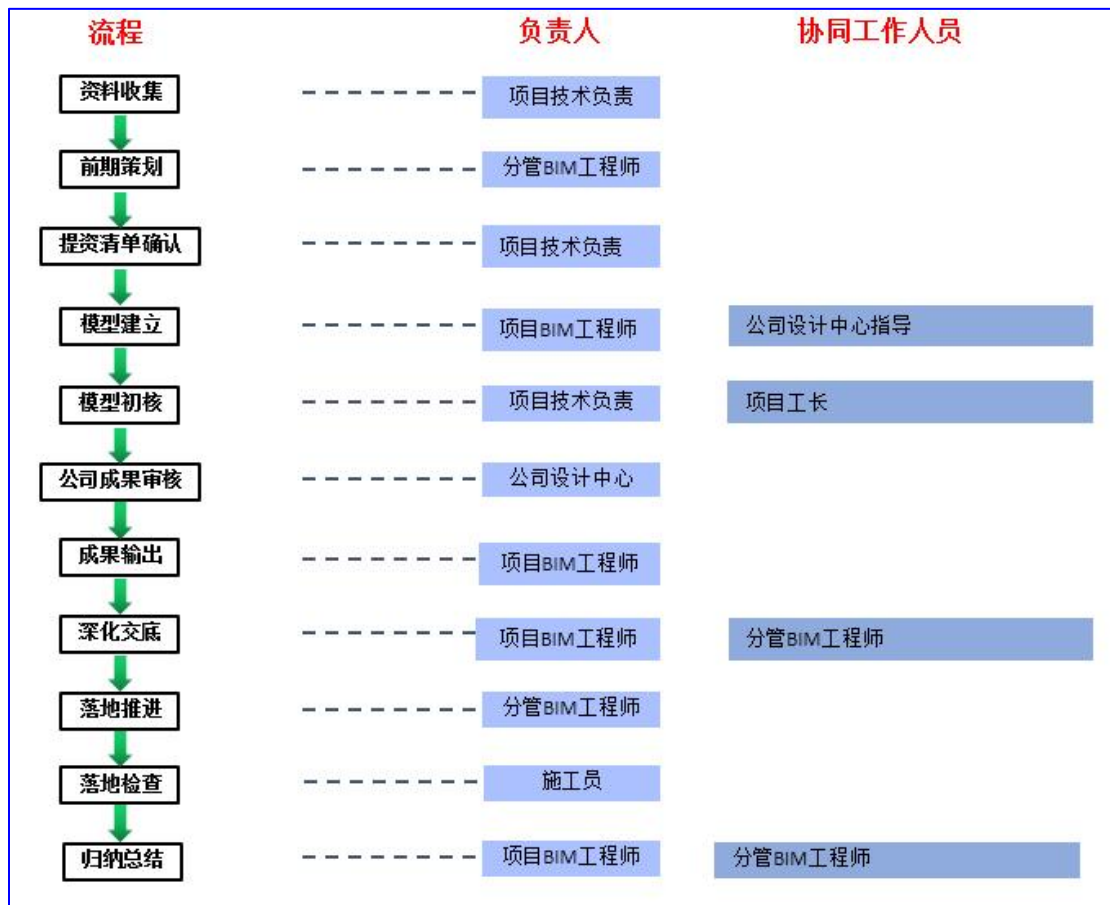 流程 负责人 协同工作人员
资料收集 项目技术负责
前期策划 分管BIM工程师
提资清单确认 项目技术负责
模型建立 项目BIM工程师 公司设计中心指导
模型初核 项目技术负责 项目工长
公司成果审核 公司设计中心
成果输出 项目BIM工程师
深化交底 项目BIM工程师 分管BIM工程师
落地推进 分管BIM工程师
落地检查 施工员
归纳总结 项目BIM工程师 分管BIM工程师